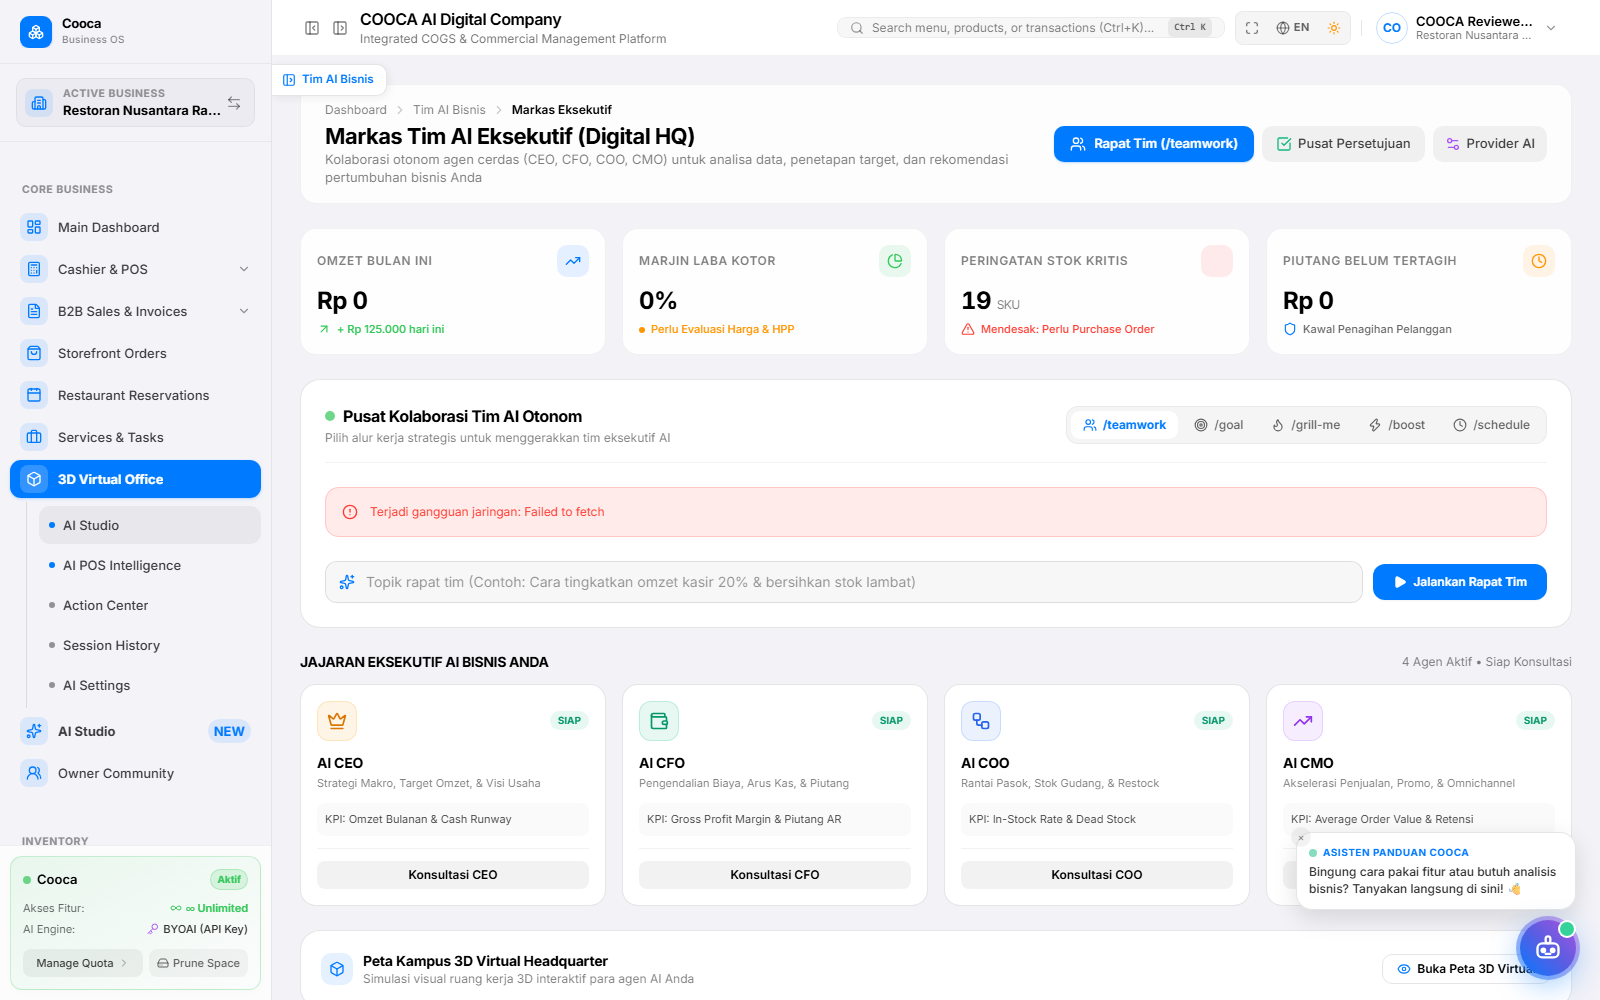 Cooca
Business OS
ACTIVE BUSINESS
Restoran Nusantara Ra...
CORE BUSINESS
Main Dashboard
Cashier & POS
B2B Sales & Invoices
Storefront Orders
Restaurant Reservations
Services & Tasks
3D Virtual Office
AI Studio
AI POS Intelligence
Action Center
Session History
AI Settings
AI Studio NEW
Owner Community
INVENTORY
Cooca Aktif
Akses Fitur: ∞ Unlimited
AI Engine: BYOAI (API Key)
Manage Quota Prune Space
COOCA AI Digital Company
Integrated COGS & Commercial Management Platform
Search menu, products, or transactions (Ctrl+K)... Ctrl K
EN
CO COOCA Reviewe...
Restoran Nusantara ...
Tim AI Bisnis
Dashboard Tim AI Bisnis Markas Eksekutif
Markas Tim AI Eksekutif (Digital HQ)
Kolaborasi otonom agen cerdas (CEO, CFO, COO, CMO) untuk analisa data, penetapan target, dan rekomendasi
pertumbuhan bisnis Anda
Rapat Tim (/teamwork) Pusat Persetujuan Provider AI
OMZET BULAN INI
Rp 0
+ Rp 125.000 hari ini
MARJIN LABA KOTOR
0%
Perlu Evaluasi Harga & HPP
PERINGATAN STOK KRITIS
19 SKU
Mendesak: Perlu Purchase Order
PIUTANG BELUM TERTAGIH
Rp 0
Kawal Penagihan Pelanggan
Pusat Kolaborasi Tim AI Otonom
Pilih alur kerja strategis untuk menggerakkan tim eksekutif AI
/teamwork /goal /grill-me /boost /schedule
Terjadi gangguan jaringan: Failed to fetch
Topik rapat tim (Contoh: Cara tingkatkan omzet kasir 20% & bersihkan stok lambat)
Jalankan Rapat Tim
JAJARAN EKSEKUTIF AI BISNIS ANDA
4 Agen Aktif • Siap Konsultasi
SIAP
AI CEO
Strategi Makro, Target Omzet, & Visi Usaha
KPI: Omzet Bulanan & Cash Runway
Konsultasi CEO
SIAP
AI CFO
Pengendalian Biaya, Arus Kas, & Piutang
KPI: Gross Profit Margin & Piutang AR
Konsultasi CFO
SIAP
AI COO
Rantai Pasok, Stok Gudang, & Restock
KPI: In-Stock Rate & Dead Stock
Konsultasi COO
SIAP
AI CMO
Akselerasi Penjualan, Promo, & Omnichannel
KPI: Average Order Value & Retensi
×
ASISTEN PANDUAN COOCA
Bingung cara pakai fitur atau butuh analisis
bisnis? Tanyakan langsung di sini! 👋
Peta Kampus 3D Virtual Headquarter
Simulasi visual ruang kerja 3D interaktif para agen AI Anda
Buka Peta 3D Virtual